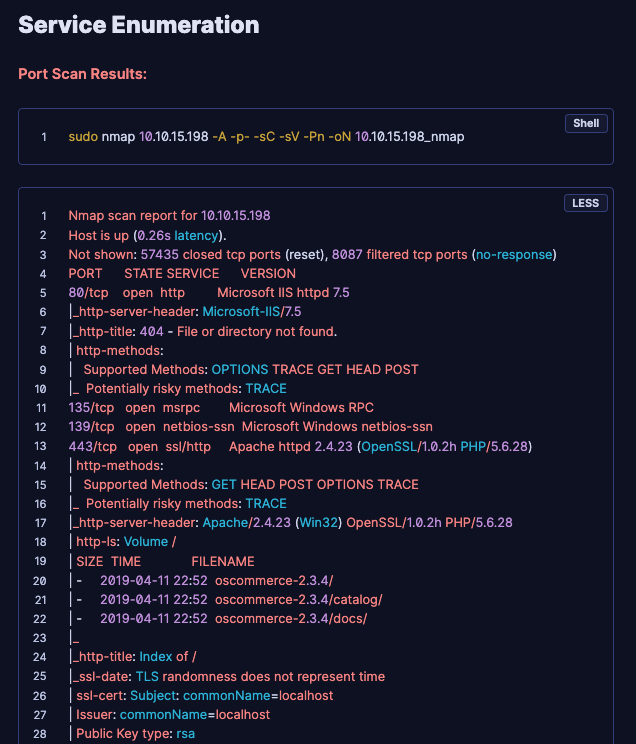 Service Enumeration
Port Scan Results:
Shell
1 sudo nmap 10.10.15.198 -A -p- -sC -sV -Pn -oN 10.10.15.198_nmap
LESS
1 Nmap scan report for 10.10.15.198
2 Host is up (0.26s latency).
3 Not shown: 57435 closed tcp ports (reset), 8087 filtered tcp ports (no-response)
4 PORT STATE SERVICE VERSION
5 80/tcp open http Microsoft IIS httpd 7.5
6 |_http-server-header: Microsoft-IIS/7.5
7 |_http-title: 404 - File or directory not found.
8 | http-methods:
9 | Supported Methods: OPTIONS TRACE GET HEAD POST
10 |_ Potentially risky methods: TRACE
11 135/tcp open msrpc Microsoft Windows RPC
12 139/tcp open netbios-ssn Microsoft Windows netbios-ssn
13 443/tcp open ssl/http Apache httpd 2.4.23 (OpenSSL/1.0.2h PHP/5.6.28)
14 | http-methods:
15 | Supported Methods: GET HEAD POST OPTIONS TRACE
16 |_ Potentially risky methods: TRACE
17 |_http-server-header: Apache/2.4.23 (Win32) OpenSSL/1.0.2h PHP/5.6.28
18 | http-ls: Volume /
19 | SIZE TIME FILENAME
20 | - 2019-04-11 22:52 oscommerce-2.3.4/
21 | - 2019-04-11 22:52 oscommerce-2.3.4/catalog/
22 | - 2019-04-11 22:52 oscommerce-2.3.4/docs/
23 |_
24 |_http-title: Index of /
25 |_ssl-date: TLS randomness does not represent time
26 | ssl-cert: Subject: commonName=localhost
27 | Issuer: commonName=localhost
28 | Public Key type: rsa